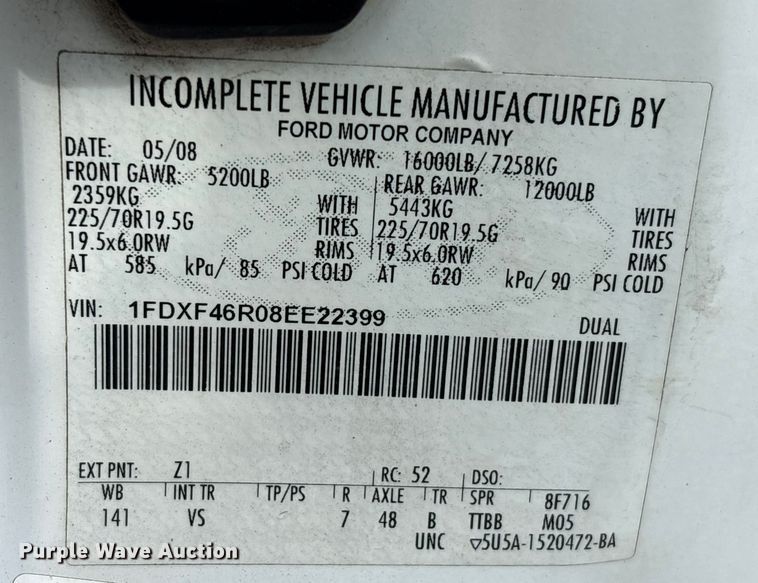 INCOMPLETE VEHICLE MANUFACTURED BY
FORD MOTOR COMPANY
DATE: 05/08 GVWR: 16000LB/ 7258KG
FRONT GAWR: 5200LB REAR GAWR: 12000LB
2359KG WITH 5443KG WITH
225/70R19.5G TIRES 225/70R19.5G TIRES
19.5x6.0RW RIMS 19.5x6.0RW RIMS
AT 585 kPa/ 85 PSI COLD AT 620 kPa/ 90 PSI COLD
VIN: 1FDXF46R08EE22399 DUAL
EXT PNT: Z1 RC: 52 DSO:
WB INT TR TP/PS R AXLE TR SPR 8F716
141 VS 7 48 B TTBB M05
UNC ▽5U5A-1520472-BA
Purple Wave Auction